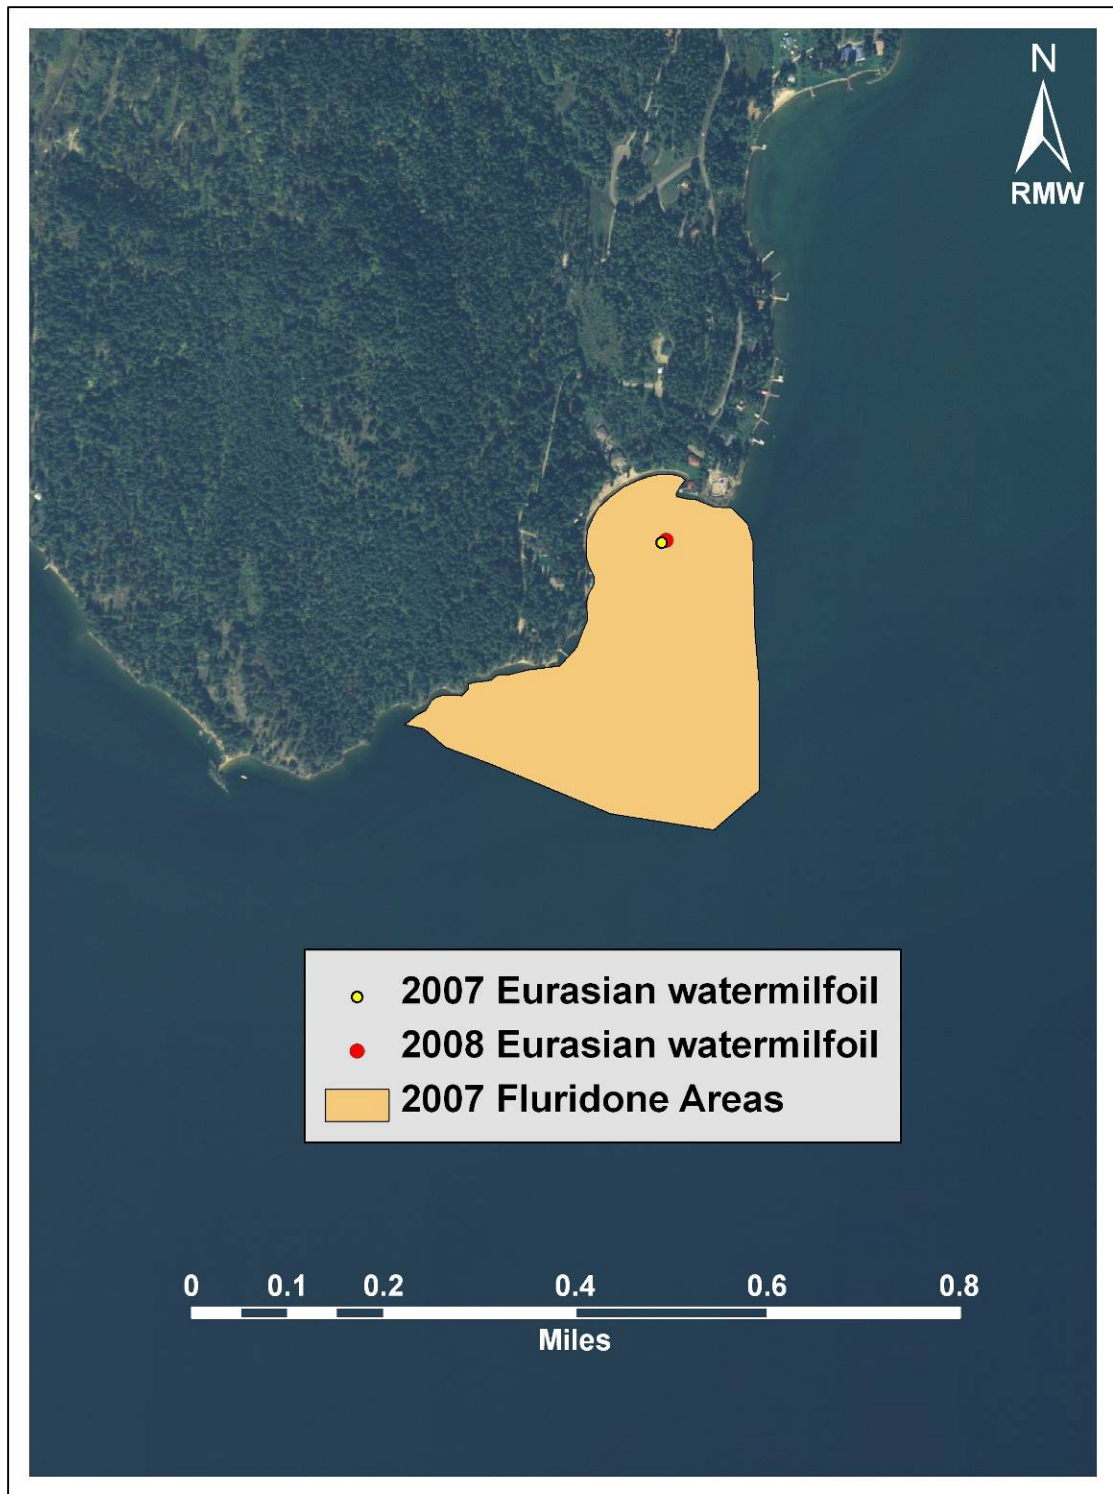 N
RMW
2007 Eurasian watermilfoil
2008 Eurasian watermilfoil
2007 Fluridone Areas
0 0.1 0.2 0.4 0.6 0.8
Miles